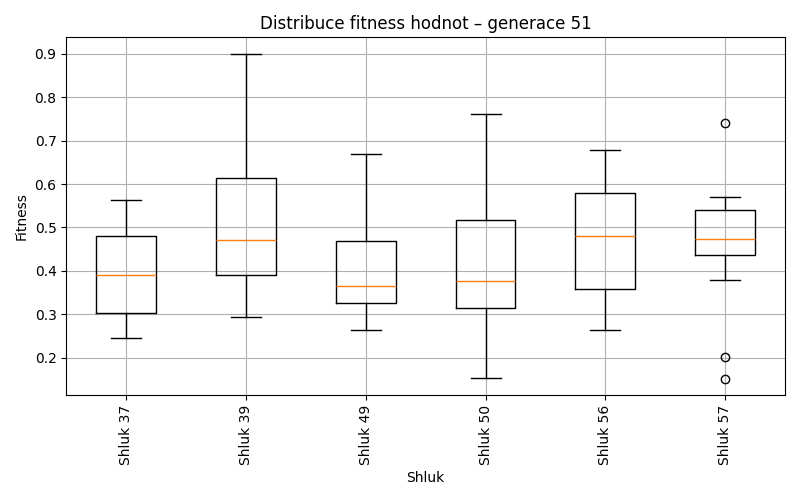 Distribuce fitness hodnot – generace 51
Fitness
0.9
0.8
0.7
0.6
0.5
0.4
0.3
0.2
Shluk 37
Shluk 39
Shluk 49
Shluk 50
Shluk 56
Shluk 57
Shluk